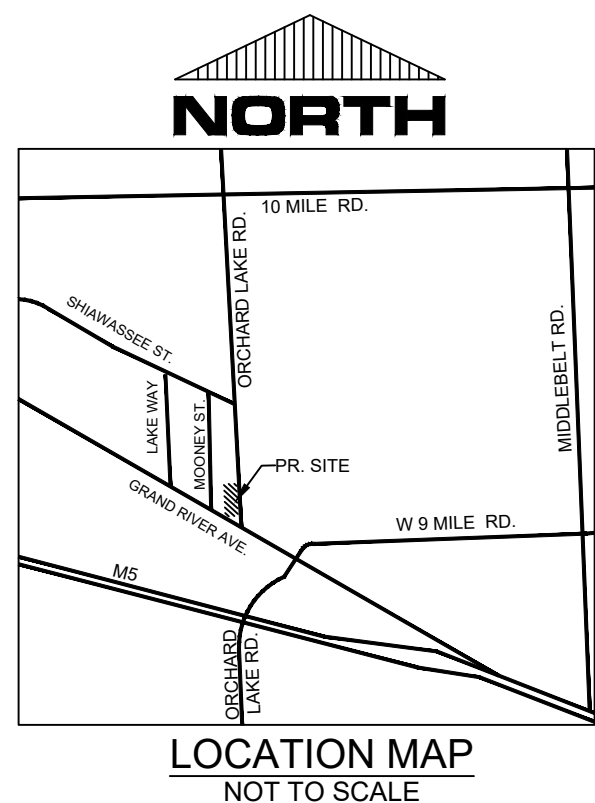 NORTH
10 MILE RD.
ORCHARD LAKE RD.
SHIAWASSEE ST.
MIDDLEBELT RD.
LAKE WAY
MOONEY ST.
PR. SITE
GRAND RIVER AVE.
W 9 MILE RD.
M5
ORCHARD
LAKE RD.
LOCATION MAP
NOT TO SCALE